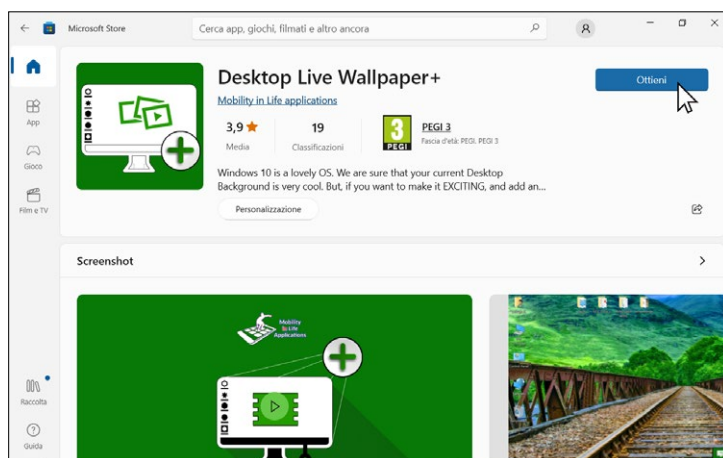 Microsoft Store
Cerca app, giochi, filmati e altro ancora
Desktop Live Wallpaper+
Ottieni
Mobility in Life applications
3,9
19
3
PEGI 3
Media
Classificazioni
PEGI
Fascia d'età: PEGI. PEGI 3
Windows 10 is a lovely OS. We are sure that your current Desktop
Background is very cool. But, if you want to make it EXCITING, and add an...
Personalizzazione
App
Gioco
Film e TV
Screenshot
Mobility
In Life
Applications
Raccolta
Guida